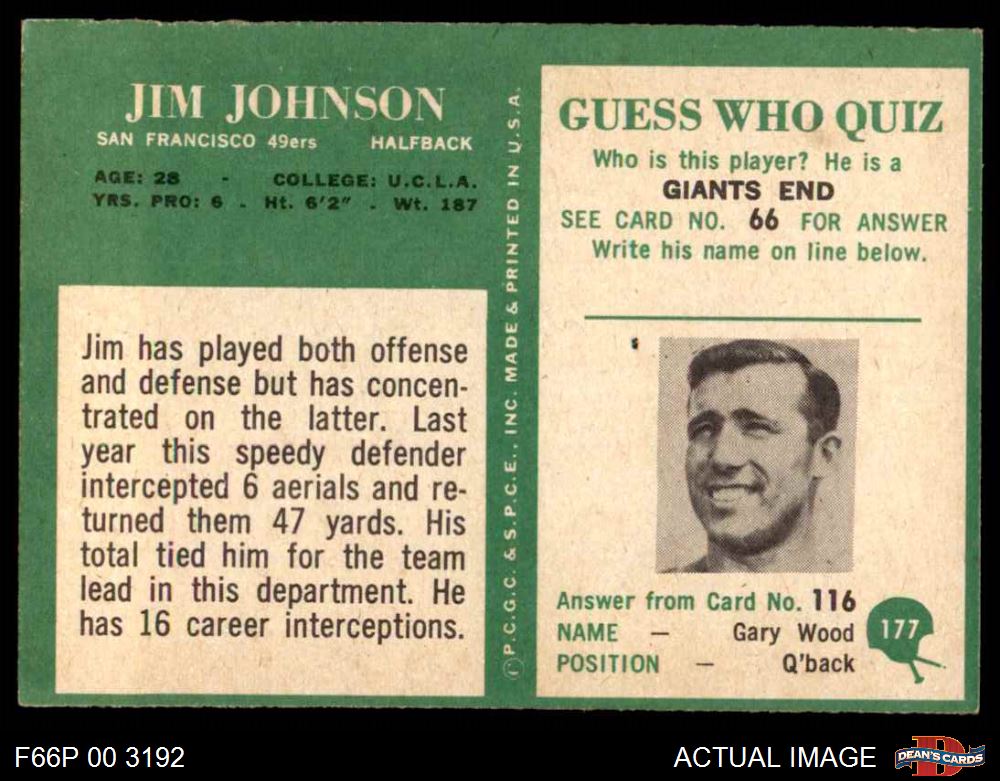 JIM JOHNSON
SAN FRANCISCO 49ers HALFBACK
AGE: 28 - COLLEGE: U.C.L.A.
YRS. PRO: 6 - Ht. 6'2" - Wt. 187
Jim has played both offense
and defense but has concen-
trated on the latter. Last
year this speedy defender
intercepted 6 aerials and re-
turned them 47 yards. His
total tied him for the team
lead in this department. He
has 16 career interceptions.
©P.C.G.C. & S.P.C.E., INC. MADE & PRINTED IN U.S.A.
GUESS WHO QUIZ
Who is this player? He is a
GIANTS END
SEE CARD NO. 66 FOR ANSWER
Write his name on line below.
Answer from Card No. 116
NAME — Gary Wood
POSITION — Q'back
177
F66P 00 3192
ACTUAL IMAGE
D
DEAN'S CARDS